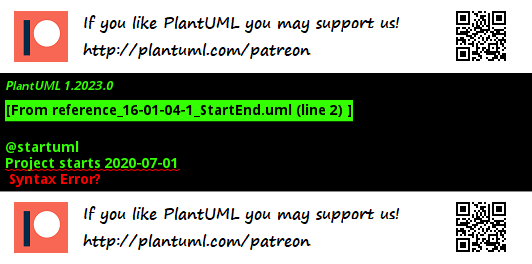 If you like PlantUML you may support us!
http://plantuml.com/patreon
PlantUML 1.2023.0
[From reference_16-01-04-1_StartEnd.uml (line 2) ]
@startuml
Project starts 2020-07-01
Syntax Error?
If you like PlantUML you may support us!
http://plantuml.com/patreon